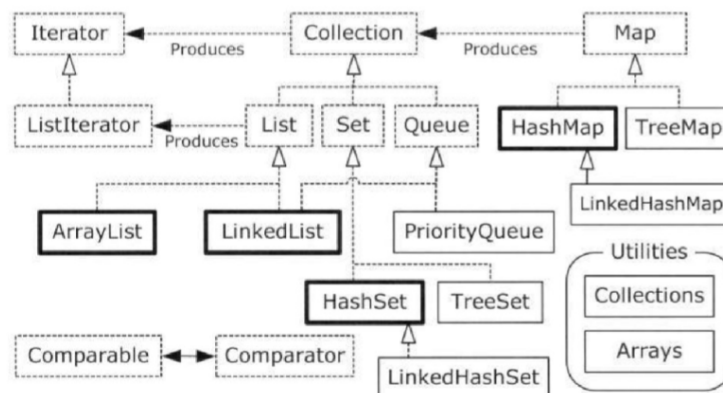 Iterator
Produces
Collection
Produces
Map
ListIterator
Produces
List
Set
Queue
HashMap
TreeMap
ArrayList
LinkedList
PriorityQueue
LinkedHashMap
Utilities
Collections
Arrays
HashSet
TreeSet
Comparable
Comparator
LinkedHashSet